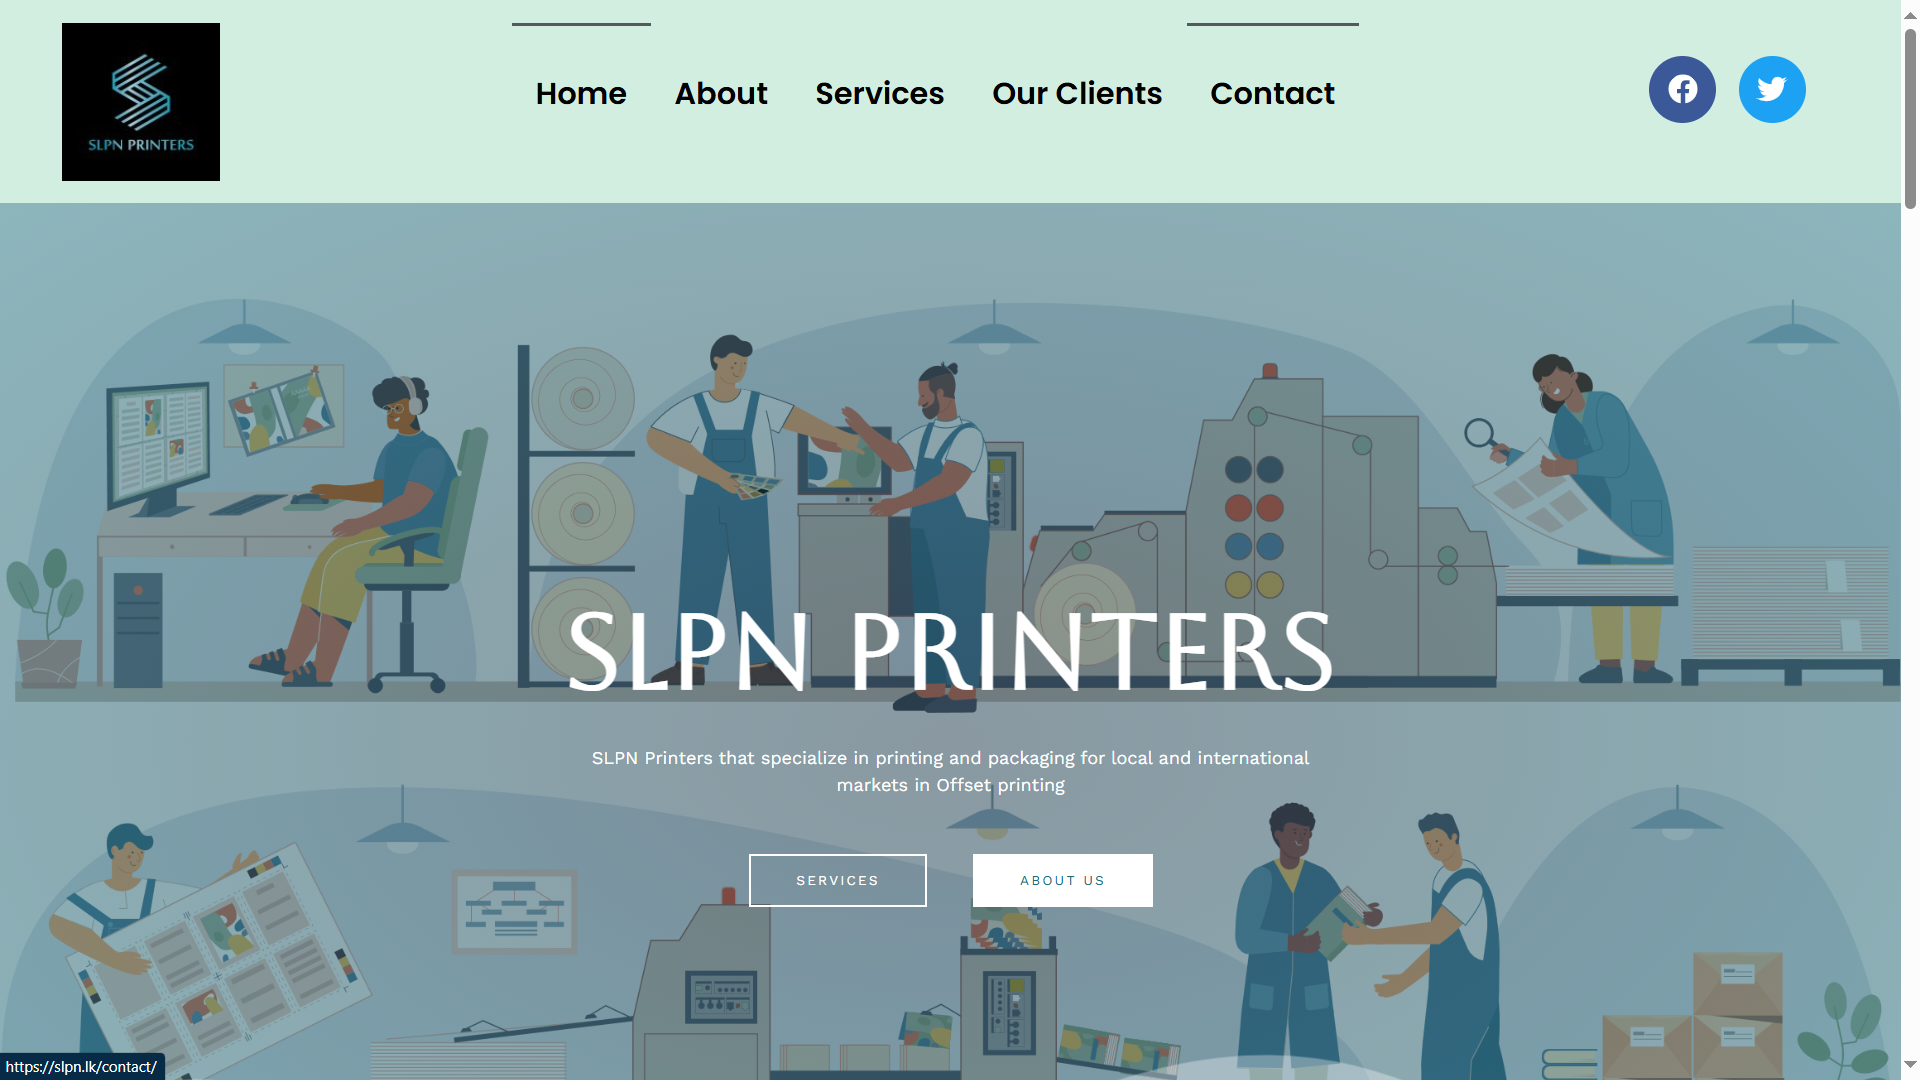 SLPN PRINTERS
Home
About
Services
Our Clients
Contact
SLPN PRINTERS
SLPN Printers that specialize in printing and packaging for local and international
markets in Offset printing
SERVICES
ABOUT US
https://slpn.lk/contact/